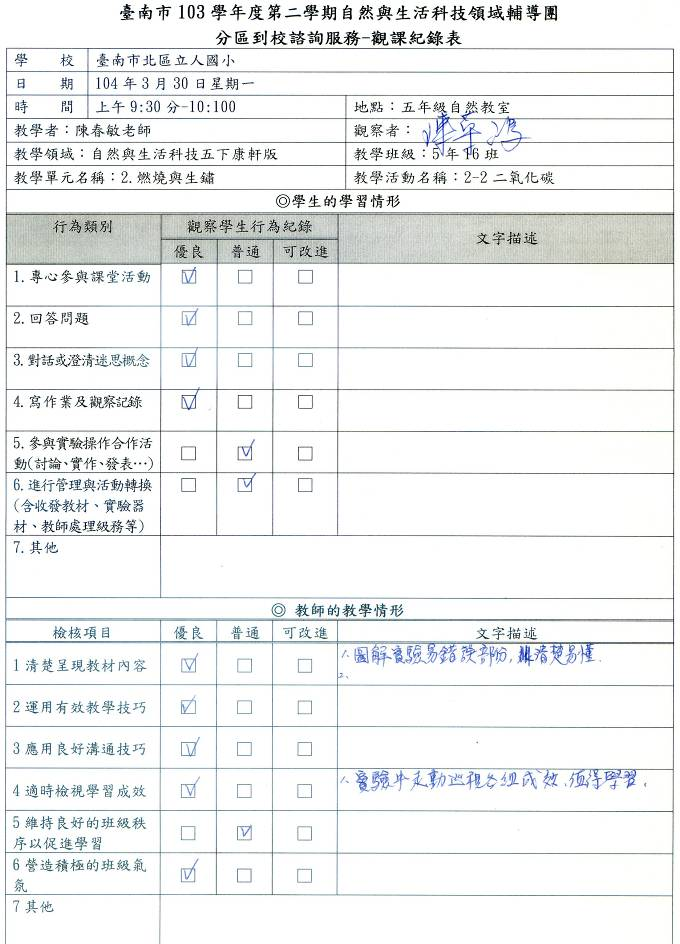 臺南市 103 學年度第二學期自然與生活科技領域輔導團
分區到校諮詢服務-觀課紀錄表
學 校 臺南市北區立人國小
日 期 104 年 3 月 30 日星期一
時 間 上午 9:30 分-10:100 地點：五年級自然教室
教學者：陳春敏老師 觀察者：
教學領域：自然與生活科技五下康軒版 教學班級：5 年 16 班
教學單元名稱：2.燃燒與生鏽 教學活動名稱：2-2 二氧化碳
◎學生的學習情形
行為類別 觀察學生行為紀錄 文字描述
優良 普通 可改進
1.專心參與課堂活動
2.回答問題
3.對話或澄清迷思概念
4.寫作業及觀察記錄
5.參與實驗操作合作活
動(討論、實作、發表…)
6.進行管理與活動轉換
(含收發教材、實驗器
材、教師處理級務等)
7.其他
◎ 教師的教學情形
檢核項目 優良 普通 可改進 文字描述
1 清楚呈現教材內容 1.圖解實驗易錯誤部份，清楚易懂.
2.
2 運用有效教學技巧
3 應用良好溝通技巧
4 適時檢視學習成效 1.實驗中走動巡視各組成效、值得學習。
5 維持良好的班級秩
序以促進學習
6 營造積極的班級氣
氛
7 其他